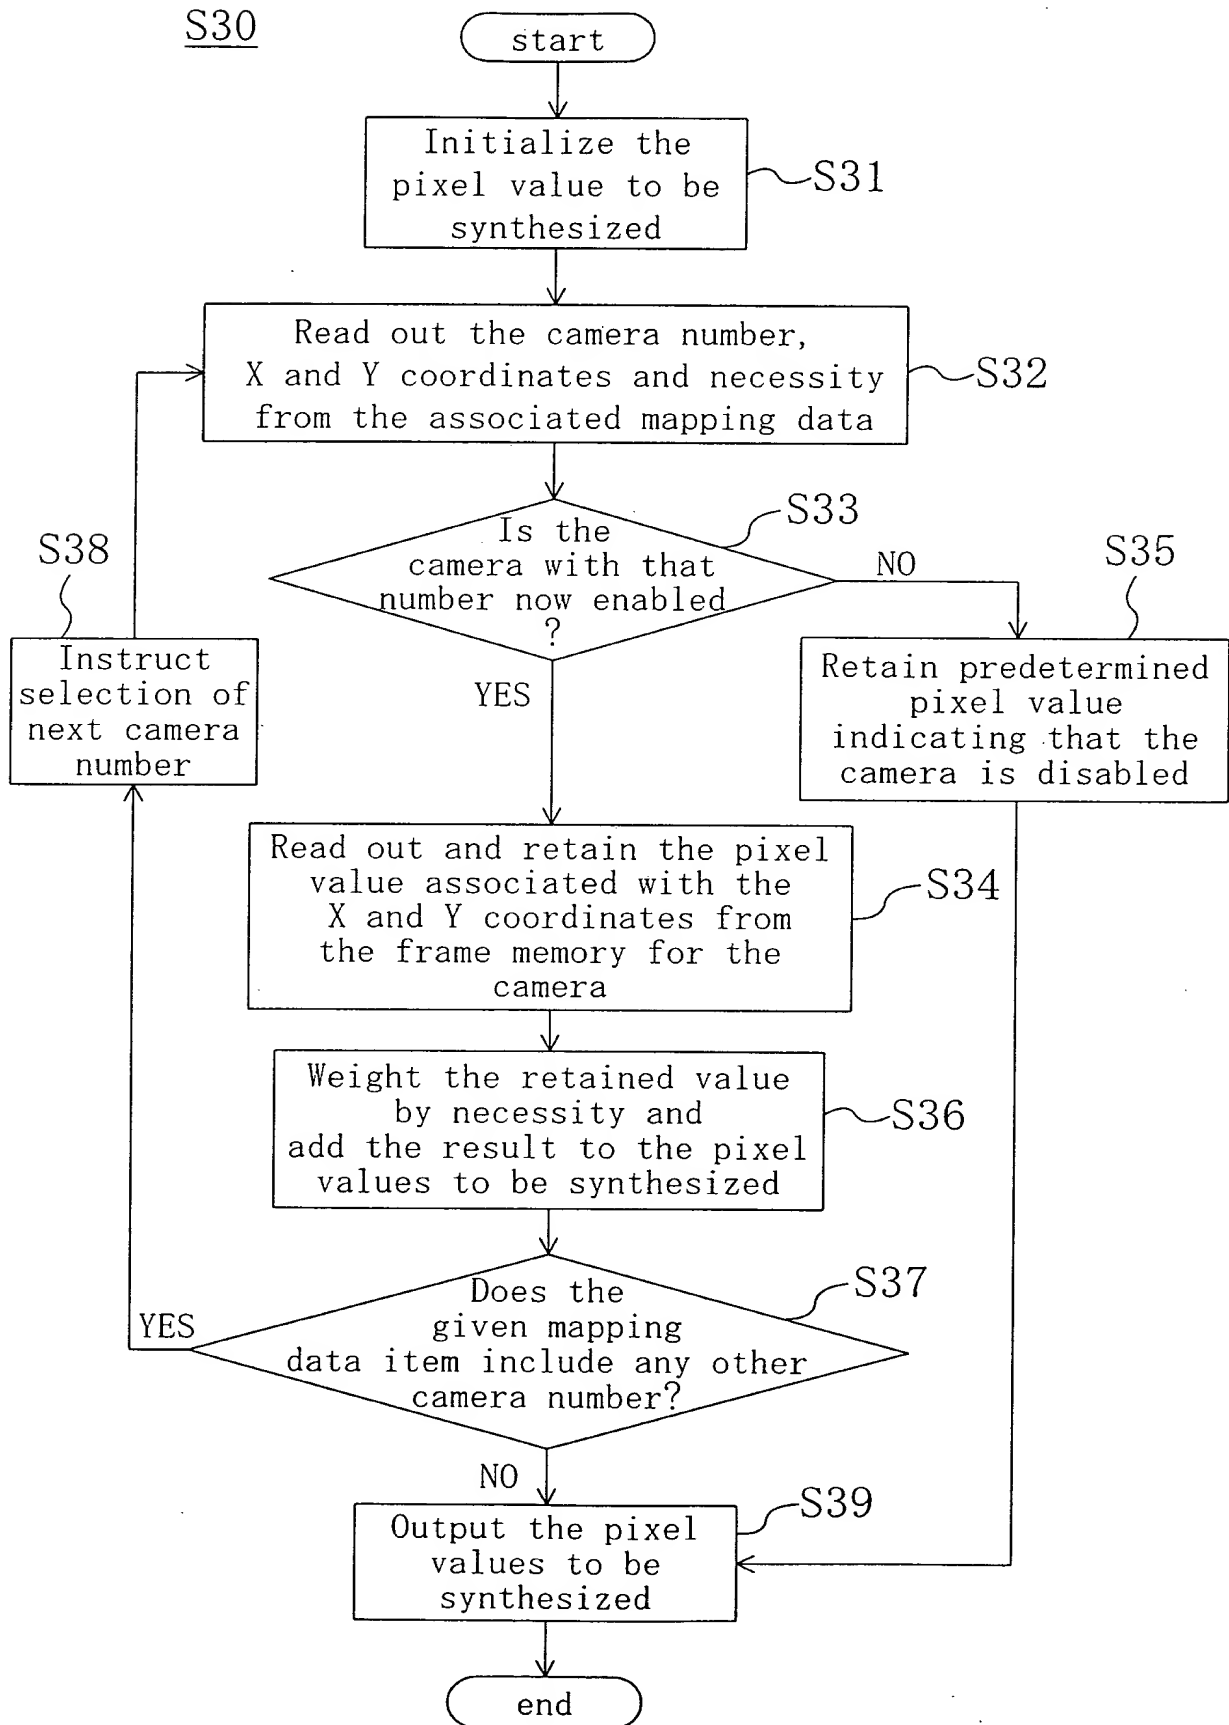 S30
start
Initialize the
pixel value to be
synthesized
S31
Read out the camera number,
X and Y coordinates and necessity
from the associated mapping data
S32
Is the
camera with that
number now enabled
?
S33
NO
YES
S35
Retain predetermined
pixel value
indicating that the
camera is disabled
S38
Instruct
selection of
next camera
number
Read out and retain the pixel
value associated with the
X and Y coordinates from
the frame memory for the
camera
S34
Weight the retained value
by necessity and
add the result to the pixel
values to be synthesized
S36
Does the
given mapping
data item include any other
camera number?
S37
YES
NO
Output the pixel
values to be
synthesized
S39
end